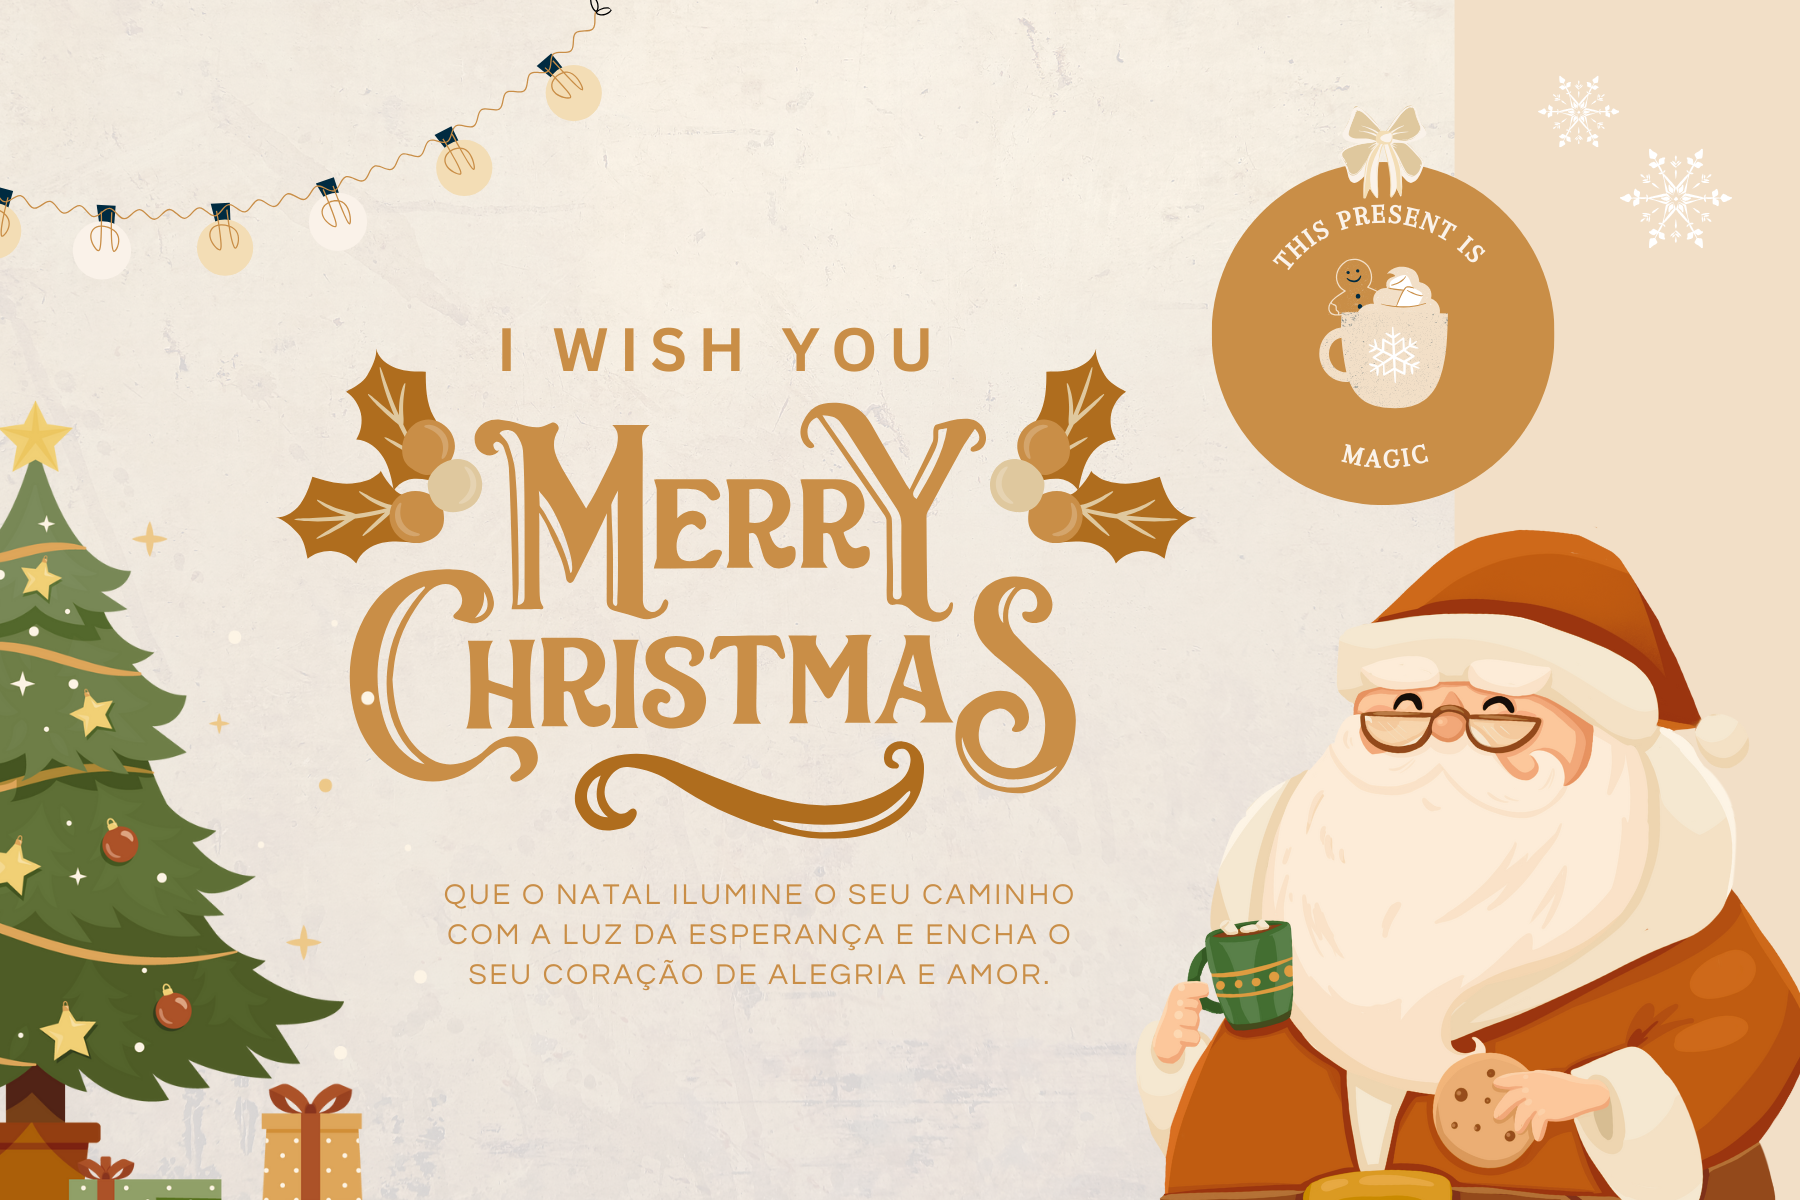 I WISH YOU
MERRY
CHRISTMAS
QUE O NATAL ILUMINE O SEU CAMINHO
COM A LUZ DA ESPERANÇA E ENCHA O
SEU CORAÇÃO DE ALEGRIA E AMOR.
THIS PRESENT IS
MAGIC